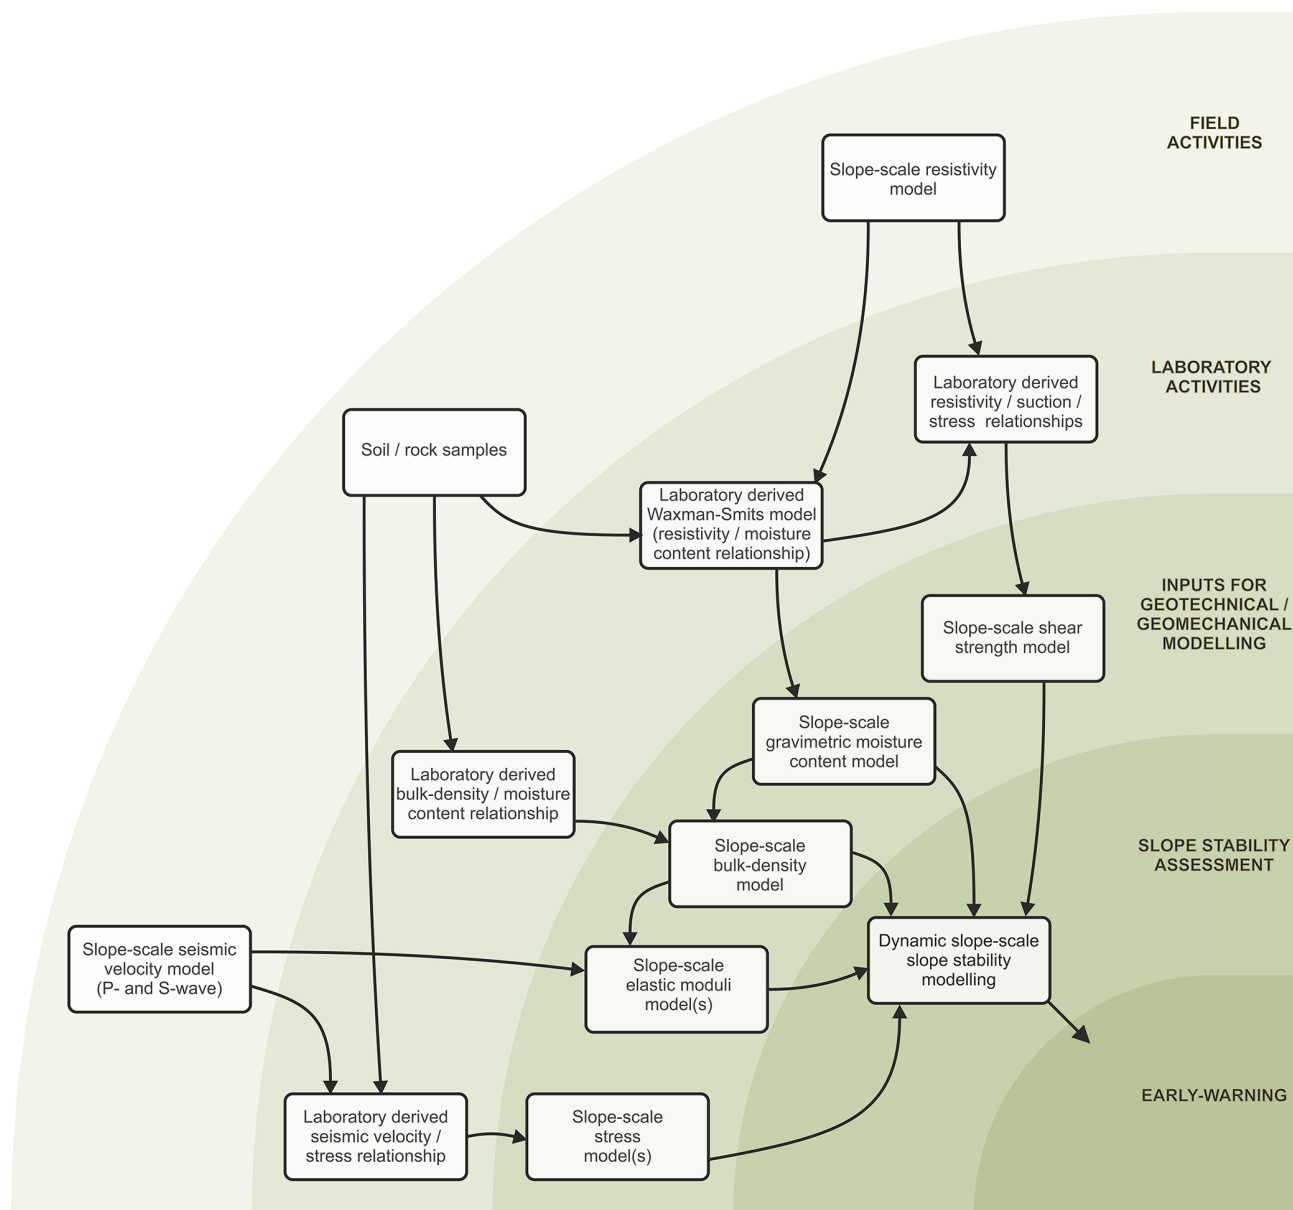 FIELD
ACTIVITIES
Slope-scale resistivity
model
LABORATORY
ACTIVITIES
Laboratory derived
resistivity / suction /
stress relationships
Soil / rock samples
Laboratory derived
Waxman-Smits model
(resistivity / moisture
content relationship)
INPUTS FOR
GEOTECHNICAL /
GEOMECHANICAL
MODELLING
Slope-scale shear
strength model
Slope-scale
gravimetric moisture
content model
Laboratory derived
bulk-density / moisture
content relationship
Slope-scale
bulk-density
model
SLOPE STABILITY
ASSESSMENT
Slope-scale seismic
velocity model
(P- and S-wave)
Slope-scale
elastic moduli
model(s)
Dynamic slope-scale
slope stability
modelling
EARLY-WARNING
Laboratory derived
seismic velocity /
stress relationship
Slope-scale
stress
model(s)